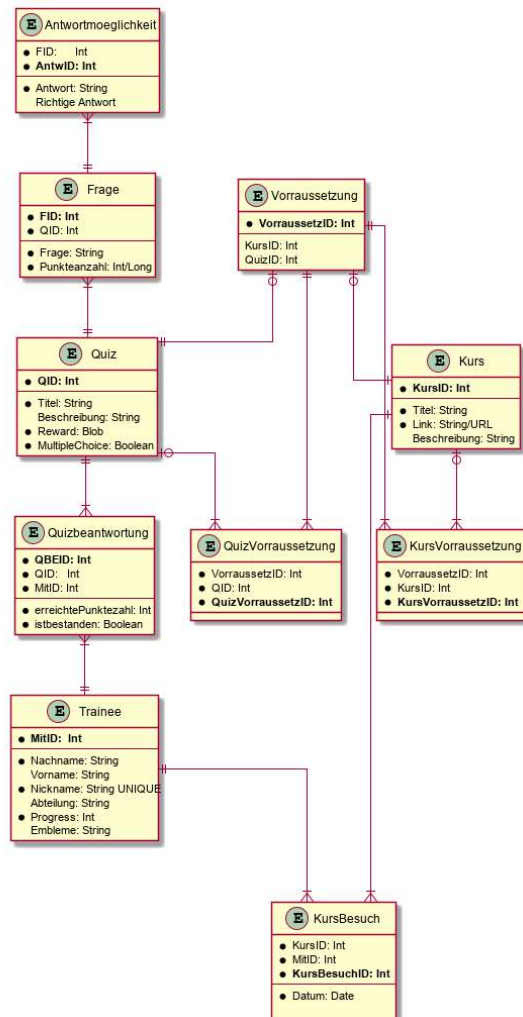 E Antwortmoeglichkeit
● FID: Int
● AntwID: Int
● Antwort: String
Richtige Antwort
E Frage
● FID: Int
● QID: Int
● Frage: String
● Punkteanzahl: Int/Long
E Vorraussetzung
● VorraussetzID: Int
KursID: Int
QuizID: Int
E Quiz
● QID: Int
● Titel: String
Beschreibung: String
● Reward: Blob
● MultipleChoice: Boolean
E Kurs
● KursID: Int
● Titel: String
● Link: String/URL
Beschreibung: String
E Quizbeantwortung
● QBEID: Int
● QID: Int
● MitID: Int
● erreichtePunktezahl: Int
● istbestanden: Boolean
E QuizVorraussetzung
● VorraussetzID: Int
● QID: Int
● QuizVorraussetzID: Int
E KursVorraussetzung
● VorraussetzID: Int
● KursID: Int
● KursVorraussetzID: Int
E Trainee
● MitID: Int
● Nachname: String
Vorname: String
● Nickname: String UNIQUE
Abteilung: String
● Progress: Int
Embleme: String
E KursBesuch
● KursID: Int
● MitID: Int
● KursBesuchID: Int
● Datum: Date